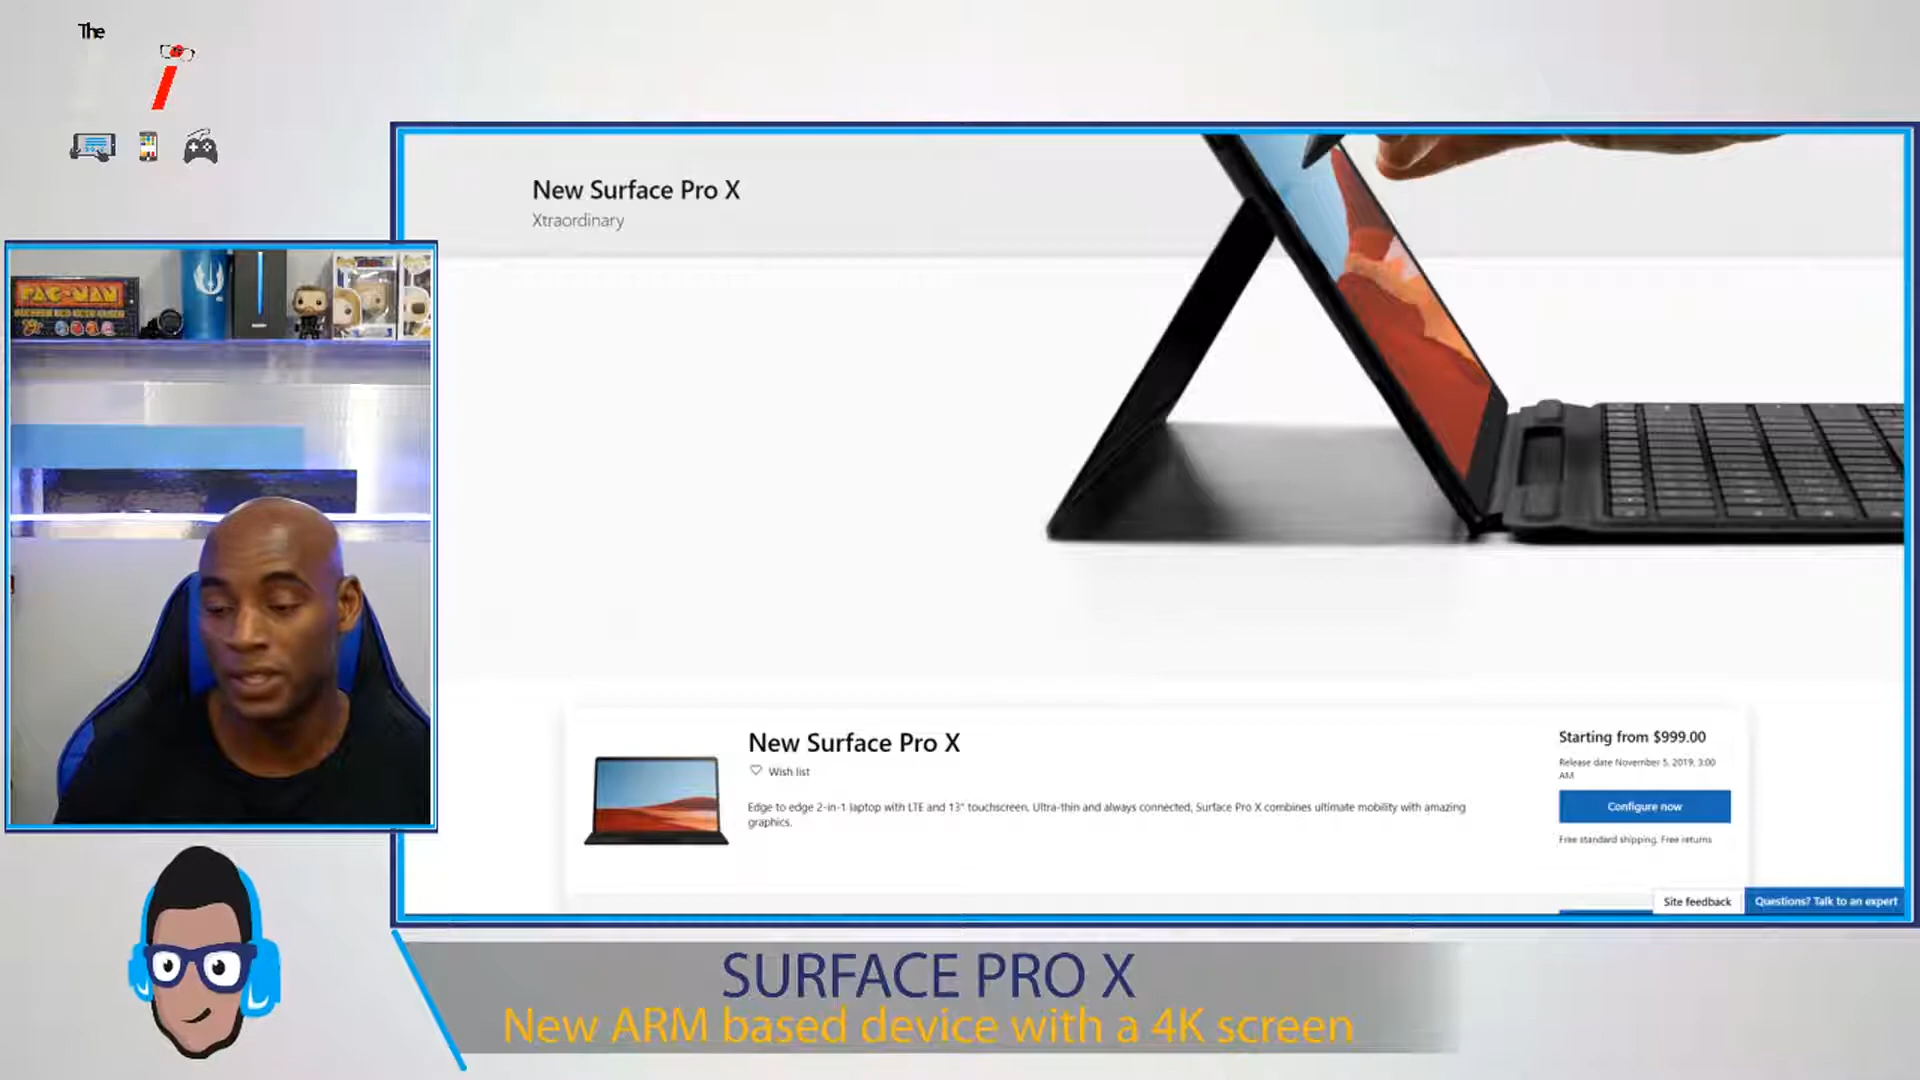 The
i
PAC-MAN
New Surface Pro X
Xtraordinary
New Surface Pro X
Wish list
Edge to edge 2-in-1 laptop with LTE and 13" touchscreen. Ultra-thin and always connected, Surface Pro X combines ultimate mobility with amazing
graphics.
Starting from $999.00
Release date November 5, 2019, 3:00
AM
Configure now
Free standard shipping. Free returns
Site feedback
Questions? Talk to an expert
SURFACE PRO X
New ARM based device with a 4K screen